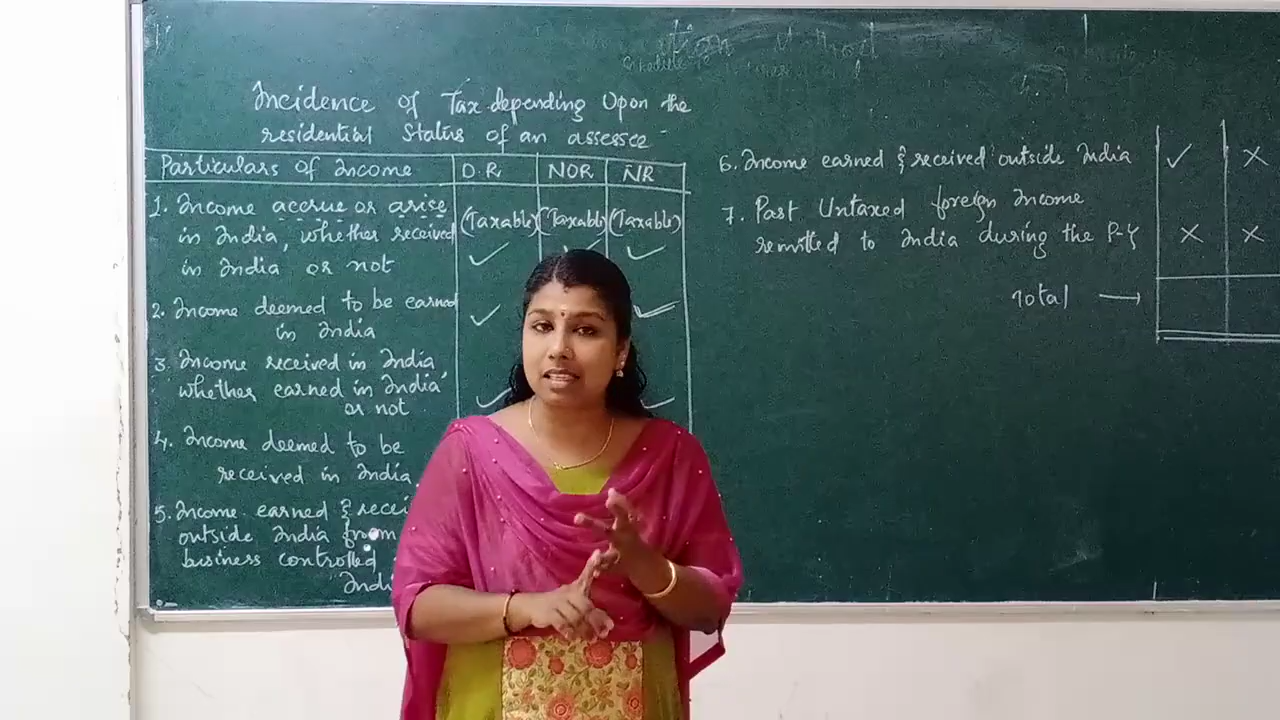 Incidence of Tax depending Upon the
residential Status of an assessee -
Particulars of Income O.R NOR NR
1. Income accrue or arise
in India, whether received
in India or not
(Taxable) (Taxable) (Taxable)
✓ ✓ ✓
2. Income deemed to be earned
in India
✓ ✓
3 Income received in India,
whether earned in India
or not
✓ ✓
4. Income deemed to be
received in India
5. Income earned &
outside India from
business controlled
6. Income earned & received outside India ✓ ×
7. Past Untaxed foreign Income
remitted to India during the P-Y × ×
Total →